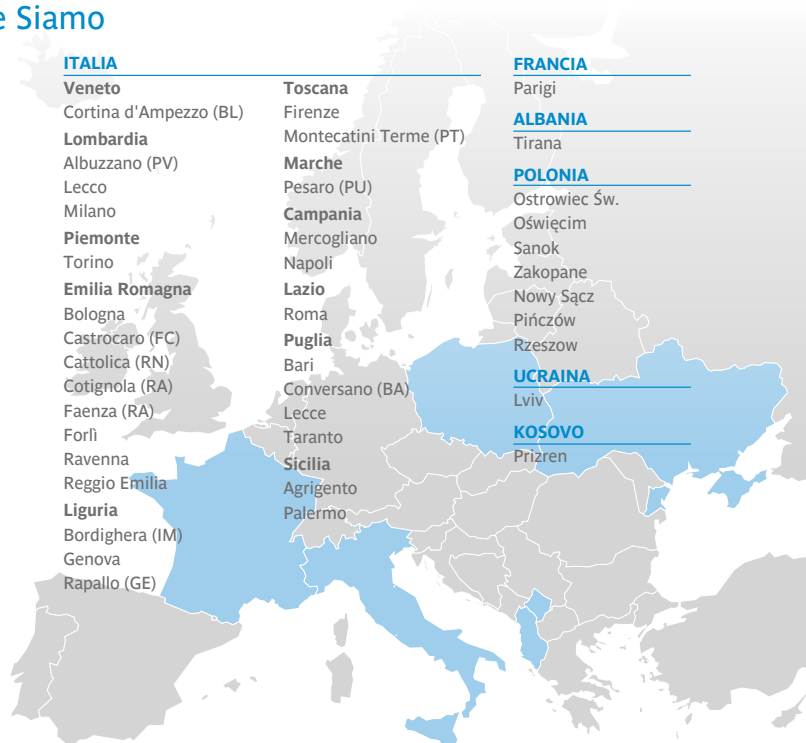 e Siamo
ITALIA
Veneto
Cortina d'Ampezzo (BL)
Lombardia
Albuzzano (PV)
Lecco
Milano
Piemonte
Torino
Emilia Romagna
Bologna
Castrocaro (FC)
Cattolica (RN)
Cotignola (RA)
Faenza (RA)
Forlì
Ravenna
Reggio Emilia
Liguria
Bordighera (IM)
Genova
Rapallo (GE)
Toscana
Firenze
Montecatini Terme (PT)
Marche
Pesaro (PU)
Campania
Mercogliano
Napoli
Lazio
Roma
Puglia
Bari
Conversano (BA)
Lecce
Taranto
Sicilia
Agrigento
Palermo
FRANCIA
Parigi
ALBANIA
Tirana
POLONIA
Ostrowiec Św.
Oświęcim
Sanok
Zakopane
Nowy Sącz
Pińczów
Rzeszow
UCRAINA
Lviv
KOSOVO
Prizren